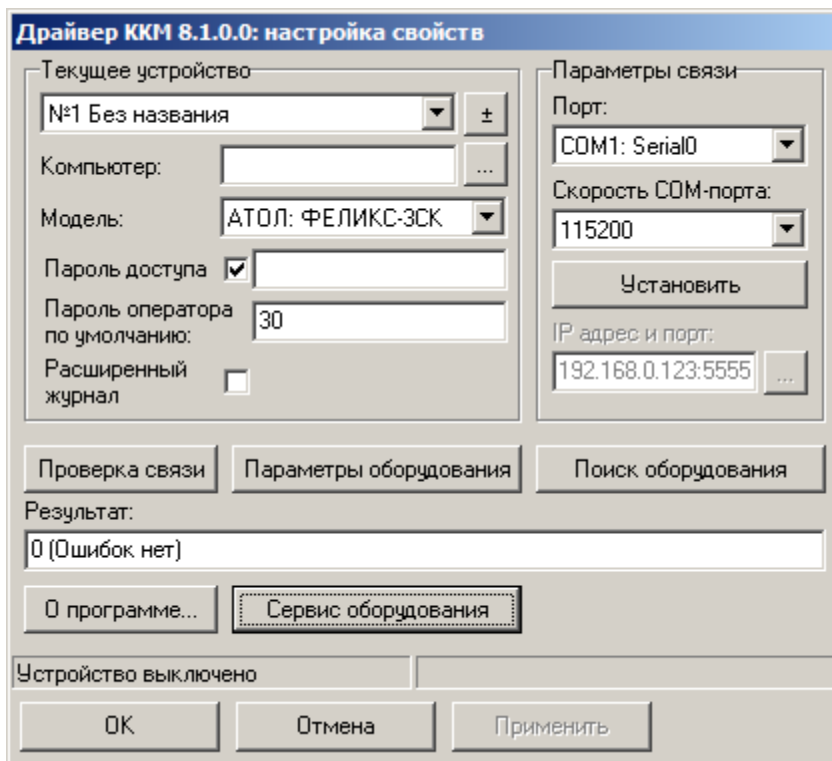 Драйвер ККМ 8.1.0.0: настройка свойств
Текущее устройство
№1 Без названия
±
Компьютер:
...
Модель:
АТОЛ: ФЕЛИКС-3СК
Пароль доступа
Пароль оператора
по умолчанию:
30
Расширенный
журнал
Параметры связи
Порт:
COM1: Serial0
Скорость COM-порта:
115200
Установить
IP адрес и порт:
192.168.0.123:5555
...
Проверка связи
Параметры оборудования
Поиск оборудования
Результат:
0 (Ошибок нет)
О программе...
Сервис оборудования
Устройство выключено
OK
Отмена
Применить